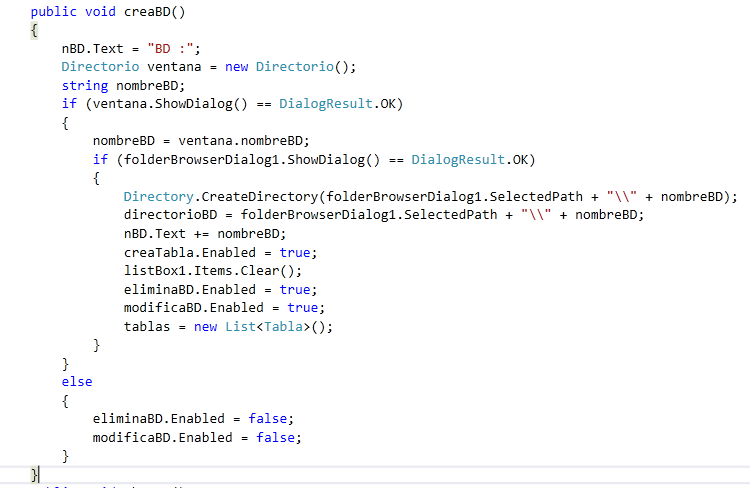 public void creaBD()
{
nBD.Text = "BD :";
Directorio ventana = new Directorio();
string nombreBD;
if (ventana.ShowDialog() == DialogResult.OK)
{
nombreBD = ventana.nombreBD;
if (folderBrowserDialog1.ShowDialog() == DialogResult.OK)
{
Directory.CreateDirectory(folderBrowserDialog1.SelectedPath + "\\" + nombreBD);
directorioBD = folderBrowserDialog1.SelectedPath + "\\" + nombreBD;
nBD.Text += nombreBD;
creaTabla.Enabled = true;
listBox1.Items.Clear();
eliminaBD.Enabled = true;
modificaBD.Enabled = true;
tablas = new List<Tabla>();
}
}
else
{
eliminaBD.Enabled = false;
modificaBD.Enabled = false;
}
}